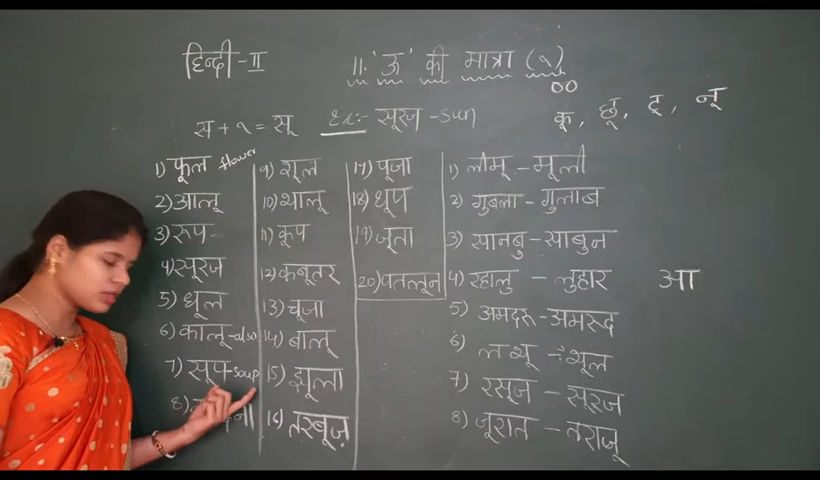 हिन्दी-II
11. 'ऊ' की मात्रा (ू)
स + ू = सू Ex:- सूरज - sun
कू, छू, टू, नू
1) फूल flower
2) आलू
3) रूप
4) सूरज
5) धूल
6) कालू-also
7) सूप-soup
8)
9) शूल
10) थालू
11) कूप
12) कबूतर
13) चूजा
14) बालू
15) झूला
16) तरबूज़
17) पूजा
18) धूप
19) जूता
20) पतलून
1) लीमू - मूली
2) गुबला - गुलाब
3) सानबु - साबुन
4) रहालु - लुहार
आ
5) अमदरू - अमरूद
6)
7) रसूज - सूरज
8) जूरात - तराजू